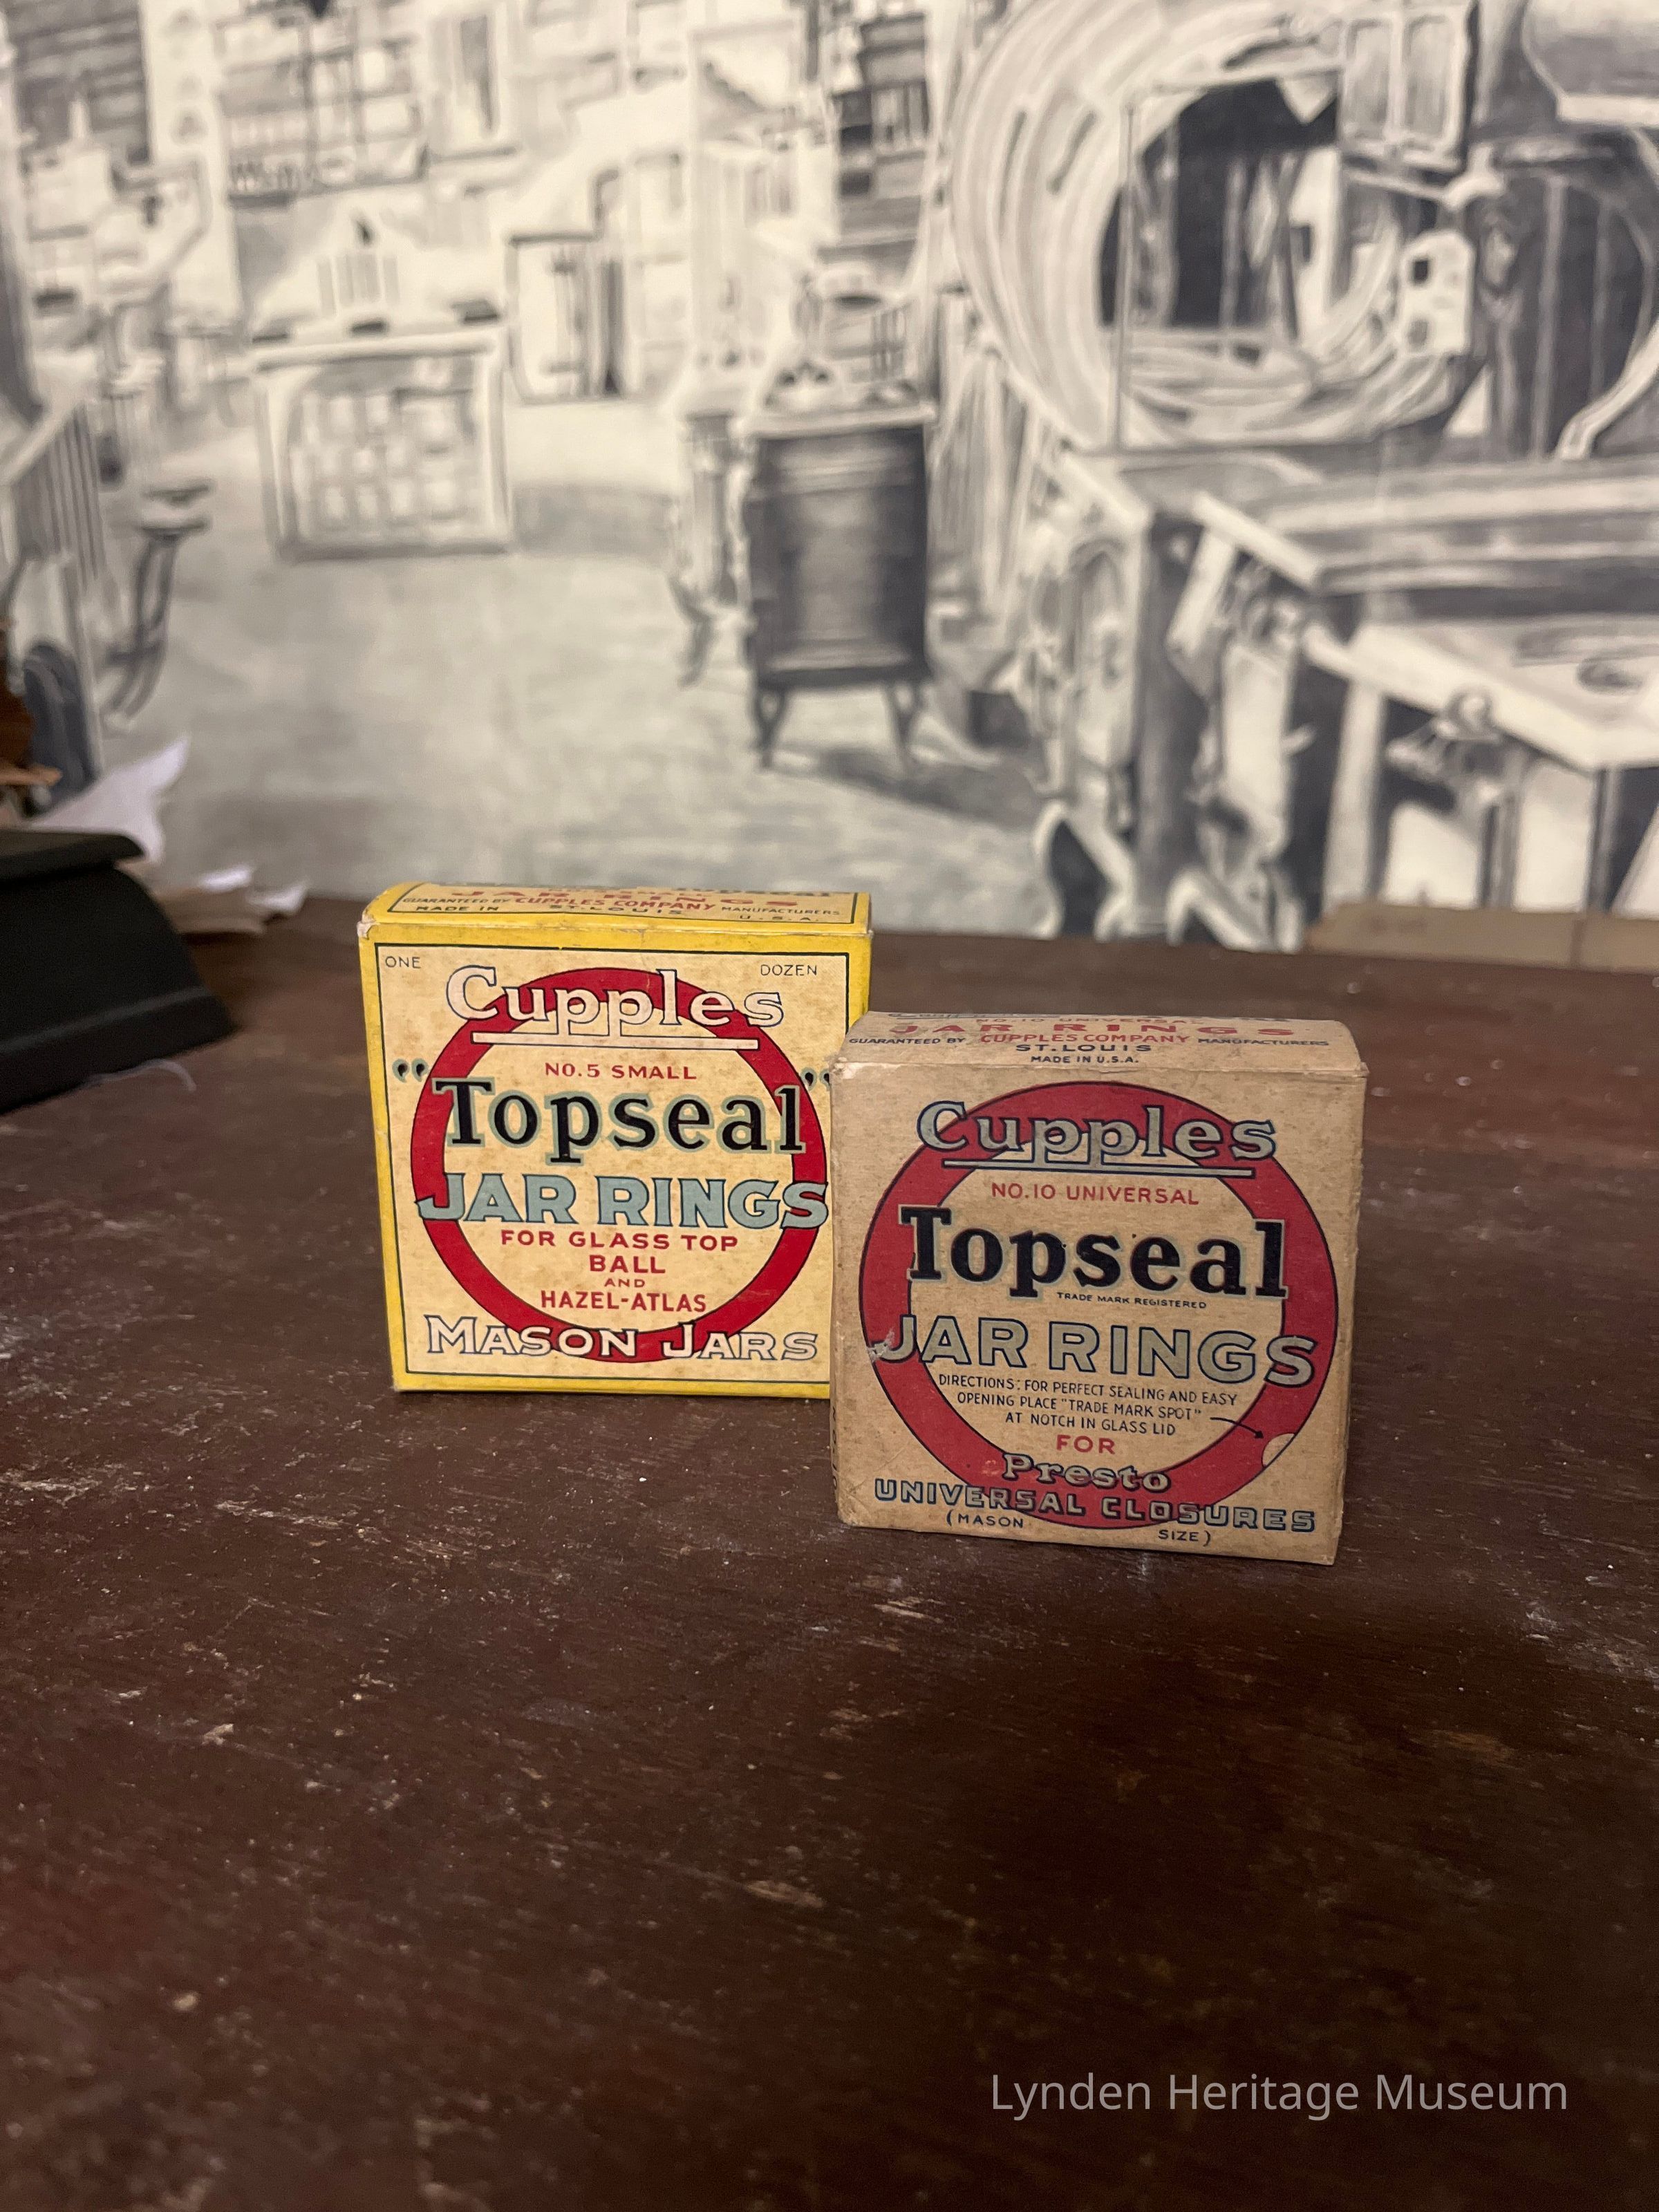 JAR RINGS
GUARANTEED BY CUPPLES COMPANY MANUFACTURERS
MADE IN ST. LOUIS U.S.A.
ONE DOZEN
Cupples
NO. 5 SMALL
"Topseal"
JAR RINGS
FOR GLASS TOP
BALL
AND
HAZEL-ATLAS
MASON JARS
JAR RINGS
GUARANTEED BY CUPPLES COMPANY MANUFACTURERS
ST. LOUIS
MADE IN U.S.A.
Cupples
NO. 10 UNIVERSAL
Topseal
TRADE MARK REGISTERED
JAR RINGS
DIRECTIONS: FOR PERFECT SEALING AND EASY
OPENING PLACE "TRADE MARK SPOT"
AT NOTCH IN GLASS LID
FOR
Presto
UNIVERSAL CLOSURES
(MASON SIZE)
Lynden Heritage Museum